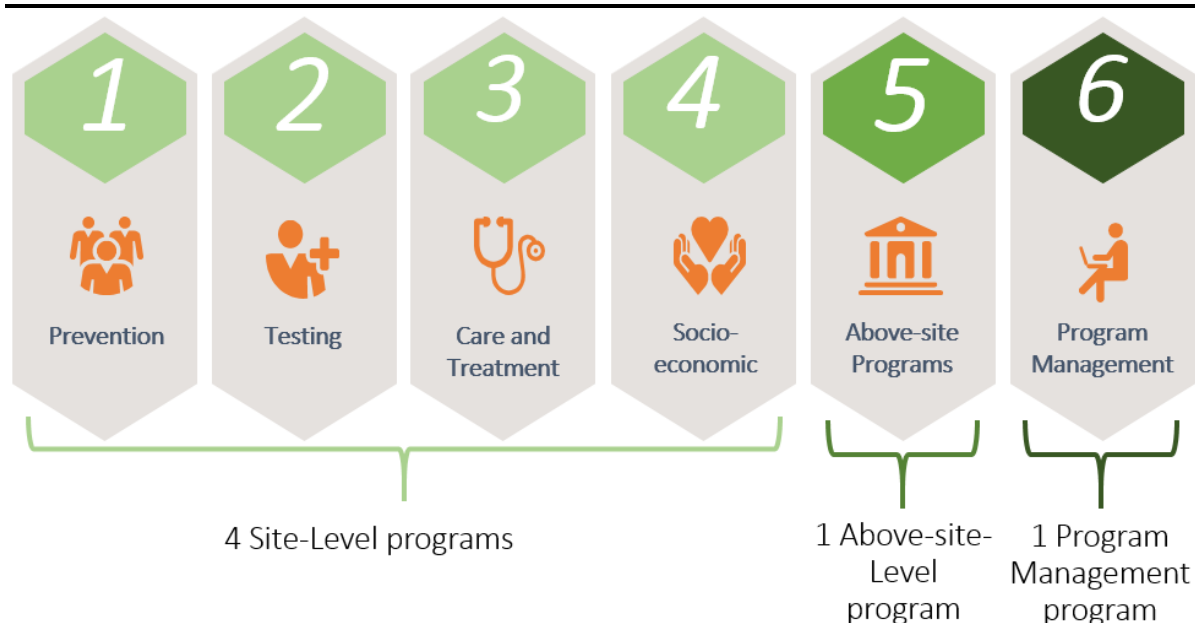 1
2
3
4
5
6
Prevention
Testing
Care and
Treatment
Socio-
economic
Above-site
Programs
Program
Management
4 Site-Level programs
1 Above-site-
Level
program
1 Program
Management
program